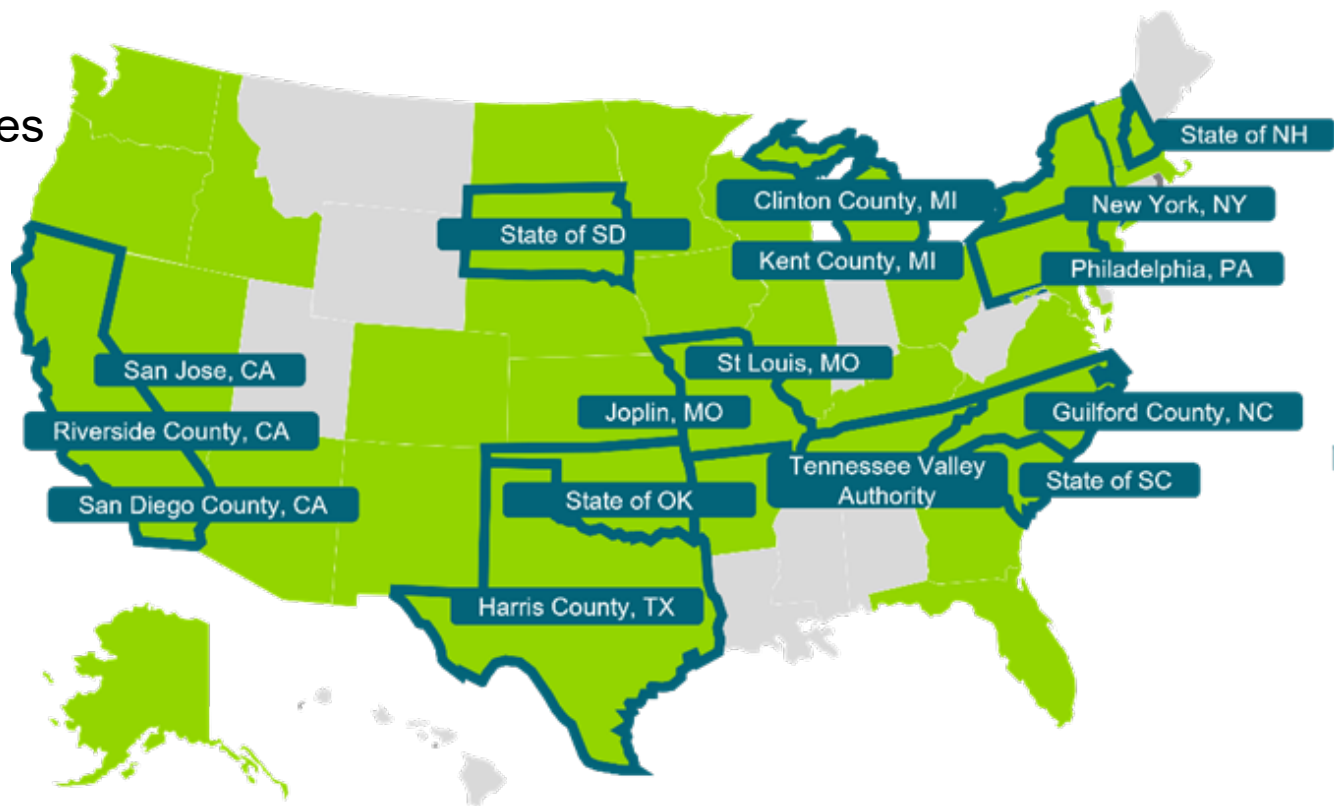 es
State of NH
Clinton County, MI
New York, NY
State of SD
Kent County, MI
Philadelphia, PA
San Jose, CA
St Louis, MO
Joplin, MO
Guilford County, NC
Riverside County, CA
Tennessee Valley
Authority
State of SC
San Diego County, CA
State of OK
Harris County, TX